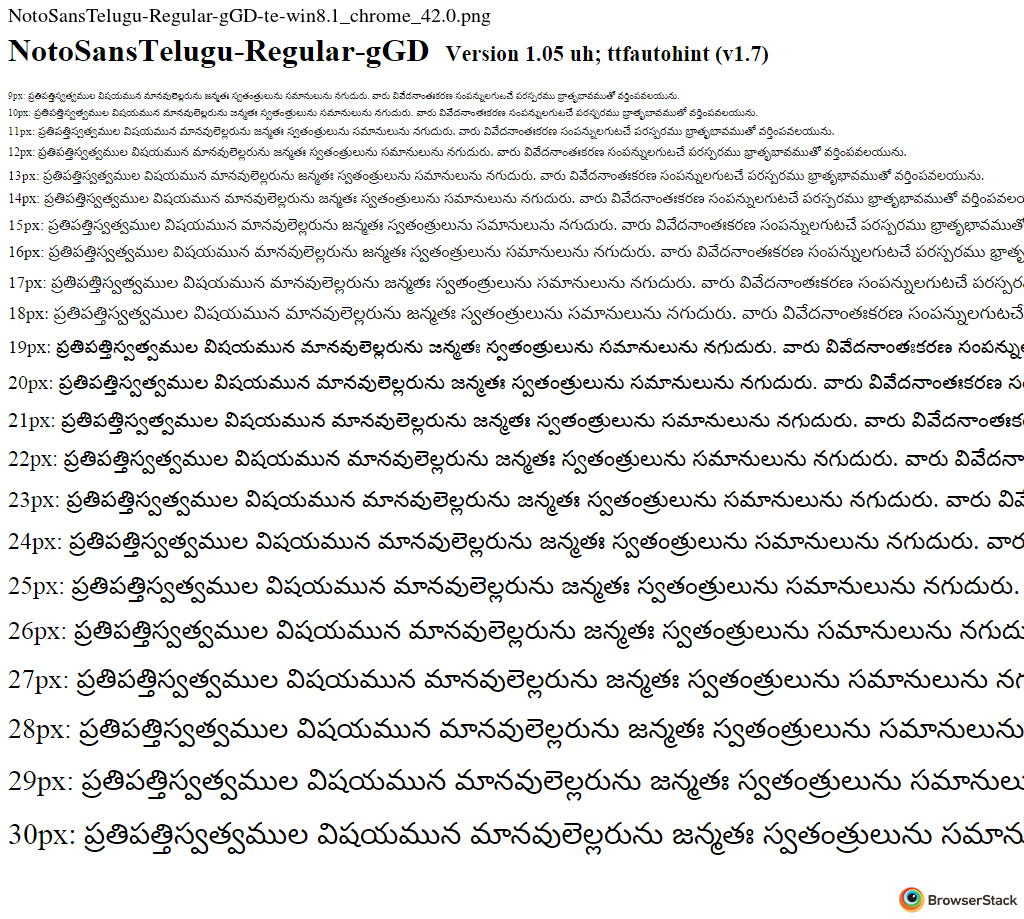 NotoSansTelugu-Regular-gGD-te-win8.1_chrome_42.0.png
NotoSansTelugu-Regular-gGD Version 1.05 uh; ttfautohint (v1.7)
9px: ప్రతిపత్తిస్వత్వముల విషయమున మానవులెల్లరును జన్మతః స్వతంత్రులును సమానులును నగుదురు. వారు వివేదనాంతఃకరణ సంపన్నులగుటచే పరస్పరము భ్రాతృభావముతో వర్తింపవలయును.
10px: ప్రతిపత్తిస్వత్వముల విషయమున మానవులెల్లరును జన్మతః స్వతంత్రులును సమానులును నగుదురు. వారు వివేదనాంతఃకరణ సంపన్నులగుటచే పరస్పరము భ్రాతృభావముతో వర్తింపవలయును.
11px: ప్రతిపత్తిస్వత్వముల విషయమున మానవులెల్లరును జన్మతః స్వతంత్రులును సమానులును నగుదురు. వారు వివేదనాంతఃకరణ సంపన్నులగుటచే పరస్పరము భ్రాతృభావముతో వర్తింపవలయును.
12px: ప్రతిపత్తిస్వత్వముల విషయమున మానవులెల్లరును జన్మతః స్వతంత్రులును సమానులును నగుదురు. వారు వివేదనాంతఃకరణ సంపన్నులగుటచే పరస్పరము భ్రాతృభావముతో వర్తింపవలయును.
13px: ప్రతిపత్తిస్వత్వముల విషయమున మానవులెల్లరును జన్మతః స్వతంత్రులును సమానులును నగుదురు. వారు వివేదనాంతఃకరణ సంపన్నులగుటచే పరస్పరము భ్రాతృభావముతో వర్తింపవలయును.
14px: ప్రతిపత్తిస్వత్వముల విషయమున మానవులెల్లరును జన్మతః స్వతంత్రులును సమానులును నగుదురు. వారు వివేదనాంతఃకరణ సంపన్నులగుటచే పరస్పరము భ్రాతృభావముతో వర్తింపవలయు
15px: ప్రతిపత్తిస్వత్వముల విషయమున మానవులెల్లరును జన్మతః స్వతంత్రులును సమానులును నగుదురు. వారు వివేదనాంతఃకరణ సంపన్నులగుటచే పరస్పరము భ్రాతృభావముతో
16px: ప్రతిపత్తిస్వత్వముల విషయమున మానవులెల్లరును జన్మతః స్వతంత్రులును సమానులును నగుదురు. వారు వివేదనాంతఃకరణ సంపన్నులగుటచే పరస్పరము భ్రాతృ
17px: ప్రతిపత్తిస్వత్వముల విషయమున మానవులెల్లరును జన్మతః స్వతంత్రులును సమానులును నగుదురు. వారు వివేదనాంతఃకరణ సంపన్నులగుటచే పరస్పర
18px: ప్రతిపత్తిస్వత్వముల విషయమున మానవులెల్లరును జన్మతః స్వతంత్రులును సమానులును నగుదురు. వారు వివేదనాంతఃకరణ సంపన్నులగుటచే
19px: ప్రతిపత్తిస్వత్వముల విషయమున మానవులెల్లరును జన్మతః స్వతంత్రులును సమానులును నగుదురు. వారు వివేదనాంతఃకరణ సంపన్ను
20px: ప్రతిపత్తిస్వత్వముల విషయమున మానవులెల్లరును జన్మతః స్వతంత్రులును సమానులును నగుదురు. వారు వివేదనాంతఃకరణ సం
21px: ప్రతిపత్తిస్వత్వముల విషయమున మానవులెల్లరును జన్మతః స్వతంత్రులును సమానులును నగుదురు. వారు వివేదనాంతఃక
22px: ప్రతిపత్తిస్వత్వముల విషయమున మానవులెల్లరును జన్మతః స్వతంత్రులును సమానులును నగుదురు. వారు వివేదనా
23px: ప్రతిపత్తిస్వత్వముల విషయమున మానవులెల్లరును జన్మతః స్వతంత్రులును సమానులును నగుదురు. వారు వివే
24px: ప్రతిపత్తిస్వత్వముల విషయమున మానవులెల్లరును జన్మతః స్వతంత్రులును సమానులును నగుదురు. వార
25px: ప్రతిపత్తిస్వత్వముల విషయమున మానవులెల్లరును జన్మతః స్వతంత్రులును సమానులును నగుదురు.
26px: ప్రతిపత్తిస్వత్వముల విషయమున మానవులెల్లరును జన్మతః స్వతంత్రులును సమానులును నగుదు
27px: ప్రతిపత్తిస్వత్వముల విషయమున మానవులెల్లరును జన్మతః స్వతంత్రులును సమానులును నగ
28px: ప్రతిపత్తిస్వత్వముల విషయమున మానవులెల్లరును జన్మతః స్వతంత్రులును సమానులును
29px: ప్రతిపత్తిస్వత్వముల విషయమున మానవులెల్లరును జన్మతః స్వతంత్రులును సమానులు
30px: ప్రతిపత్తిస్వత్వముల విషయమున మానవులెల్లరును జన్మతః స్వతంత్రులును సమాను
BrowserStack